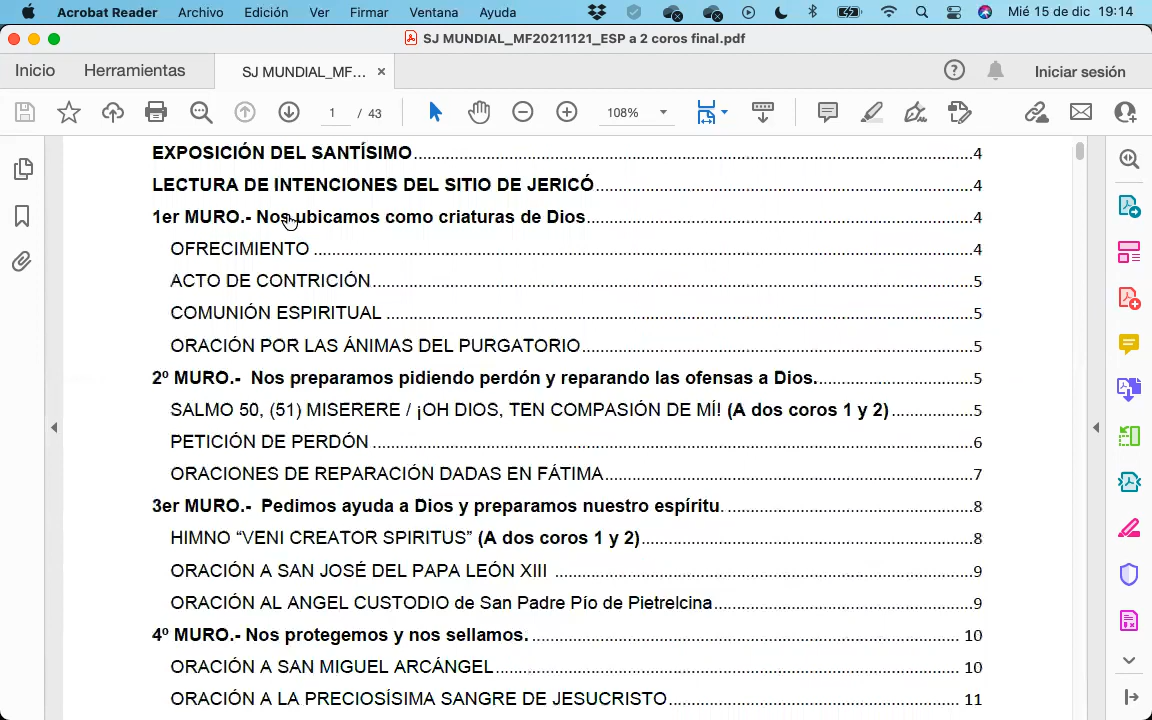 Acrobat Reader Archivo Edición Ver Firmar Ventana Ayuda Mié 15 de dic 19:14
SJ MUNDIAL_MF20211121_ESP a 2 coros final.pdf
Inicio Herramientas SJ MUNDIAL_MF... × Iniciar sesión
1 / 43 108%
EXPOSICIÓN DEL SANTÍSIMO....................4
LECTURA DE INTENCIONES DEL SITIO DE JERICÓ....................4
1er MURO.- Nos ubicamos como criaturas de Dios....................4
OFRECIMIENTO ....................4
ACTO DE CONTRICIÓN....................5
COMUNIÓN ESPIRITUAL ....................5
ORACIÓN POR LAS ÁNIMAS DEL PURGATORIO....................5
2º MURO.- Nos preparamos pidiendo perdón y reparando las ofensas a Dios.....................5
SALMO 50, (51) MISERERE / ¡OH DIOS, TEN COMPASIÓN DE MÍ! (A dos coros 1 y 2)....................5
PETICIÓN DE PERDÓN ....................6
ORACIONES DE REPARACIÓN DADAS EN FÁTIMA....................7
3er MURO.- Pedimos ayuda a Dios y preparamos nuestro espíritu. ....................8
HIMNO “VENI CREATOR SPIRITUS” (A dos coros 1 y 2)....................8
ORACIÓN A SAN JOSÉ DEL PAPA LEÓN XIII ....................9
ORACIÓN AL ANGEL CUSTODIO de San Padre Pío de Pietrelcina....................9
4º MURO.- Nos protegemos y nos sellamos. .................... 10
ORACIÓN A SAN MIGUEL ARCÁNGEL.................... 10
ORACIÓN A LA PRECIOSÍSIMA SANGRE DE JESUCRISTO.................... 11